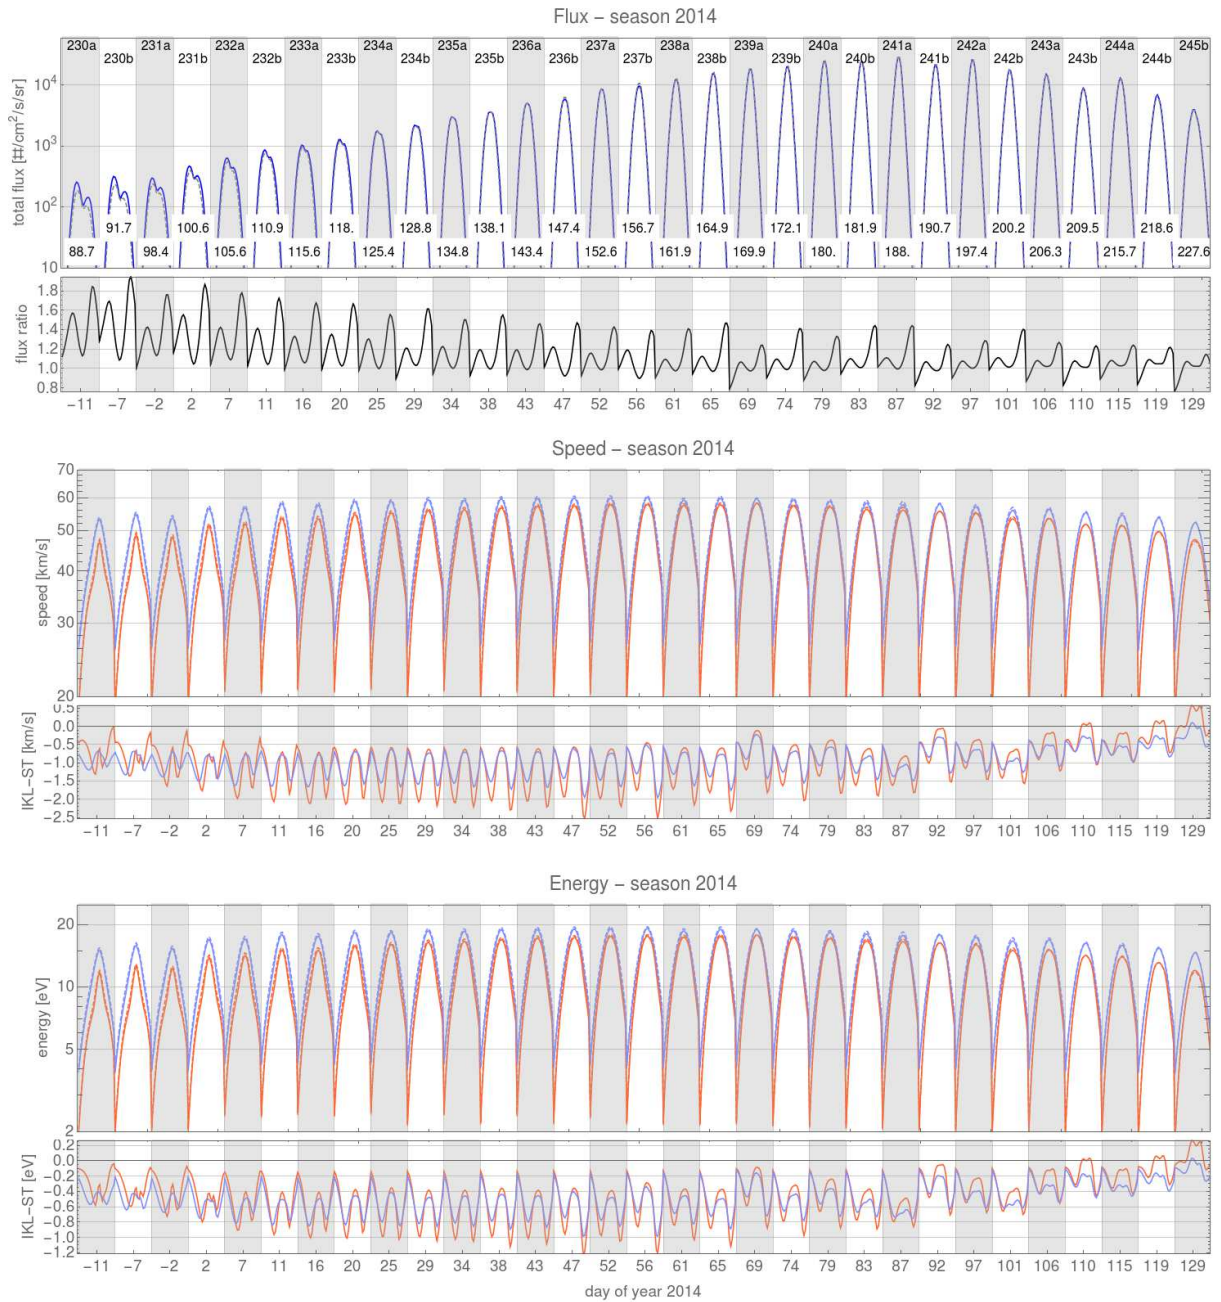 Flux – season 2014
230a 231a 232a 233a 234a 235a 236a 237a 238a 239a 240a 241a 242a 243a 244a 245b
230b 231b 232b 233b 234b 235b 236b 237b 238b 239b 240b 241b 242b 243b 244b
total flux [#/cm²/s/sr]
10⁴
10³
10²
10
91.7 100.6 110.9 118. 128.8 138.1 147.4 156.7 164.9 172.1 181.9 190.7 200.2 209.5 218.6
88.7 98.4 105.6 115.6 125.4 134.8 143.4 152.6 161.9 169.9 180. 188. 197.4 206.3 215.7 227.6
flux ratio
1.8
1.6
1.4
1.2
1.0
0.8
−11 −7 −2 2 7 11 16 20 25 29 34 38 43 47 52 56 61 65 69 74 79 83 87 92 97 101 106 110 115 119 129
Speed – season 2014
speed [km/s]
70
60
50
40
30
20
IKL–ST [km/s]
0.5
0.0
−0.5
−1.0
−1.5
−2.0
−2.5
−11 −7 −2 2 7 11 16 20 25 29 34 38 43 47 52 56 61 65 69 74 79 83 87 92 97 101 106 110 115 119 129
Energy – season 2014
energy [eV]
20
10
5
2
IKL–ST [eV]
0.2
0.0
−0.2
−0.4
−0.6
−0.8
−1.0
−1.2
−11 −7 −2 2 7 11 16 20 25 29 34 38 43 47 52 56 61 65 69 74 79 83 87 92 97 101 106 110 115 119 129
day of year 2014